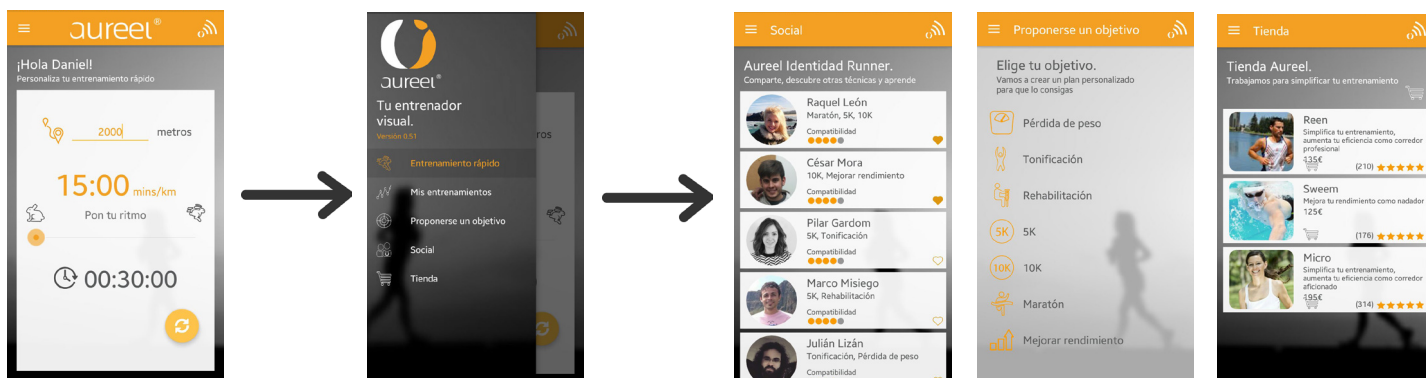 aureel®
¡Hola Daniel!
Personaliza tu entrenamiento rápido
2000 metros
15:00 mins/km
Pon tu ritmo
00:30:00
aureel®
Tu entrenador
visual.
Versión 0.51
Entrenamiento rápido
Mis entrenamientos
Proponerse un objetivo
Social
Tienda
ros
Social
Aureel Identidad Runner.
Comparte, descubre otras técnicas y aprende
Raquel León
Maratón, 5K, 10K
Compatibilidad
César Mora
10K, Mejorar rendimiento
Compatibilidad
Pilar Gardom
5K, Tonificación
Compatibilidad
Marco Misiego
5K, Rehabilitación
Compatibilidad
Julián Lizán
Tonificación, Pérdida de peso
Compatibilidad
Proponerse un objetivo
Elige tu objetivo.
Vamos a crear un plan personalizado
para que lo consigas
Pérdida de peso
Tonificación
Rehabilitación
5K 5K
10K 10K
Maratón
Mejorar rendimiento
Tienda
Tienda Aureel.
Trabajamos para simplificar tu entrenamiento
Reen
Simplifica tu entrenamiento,
aumenta tu eficiencia como corredor
profesional
135€
(210)
Sweem
Mejora tu rendimiento como nadador
125€
(176)
Micro
Simplifica tu entrenamiento,
aumenta tu eficiencia como corredor
aficionado
195€
(314)